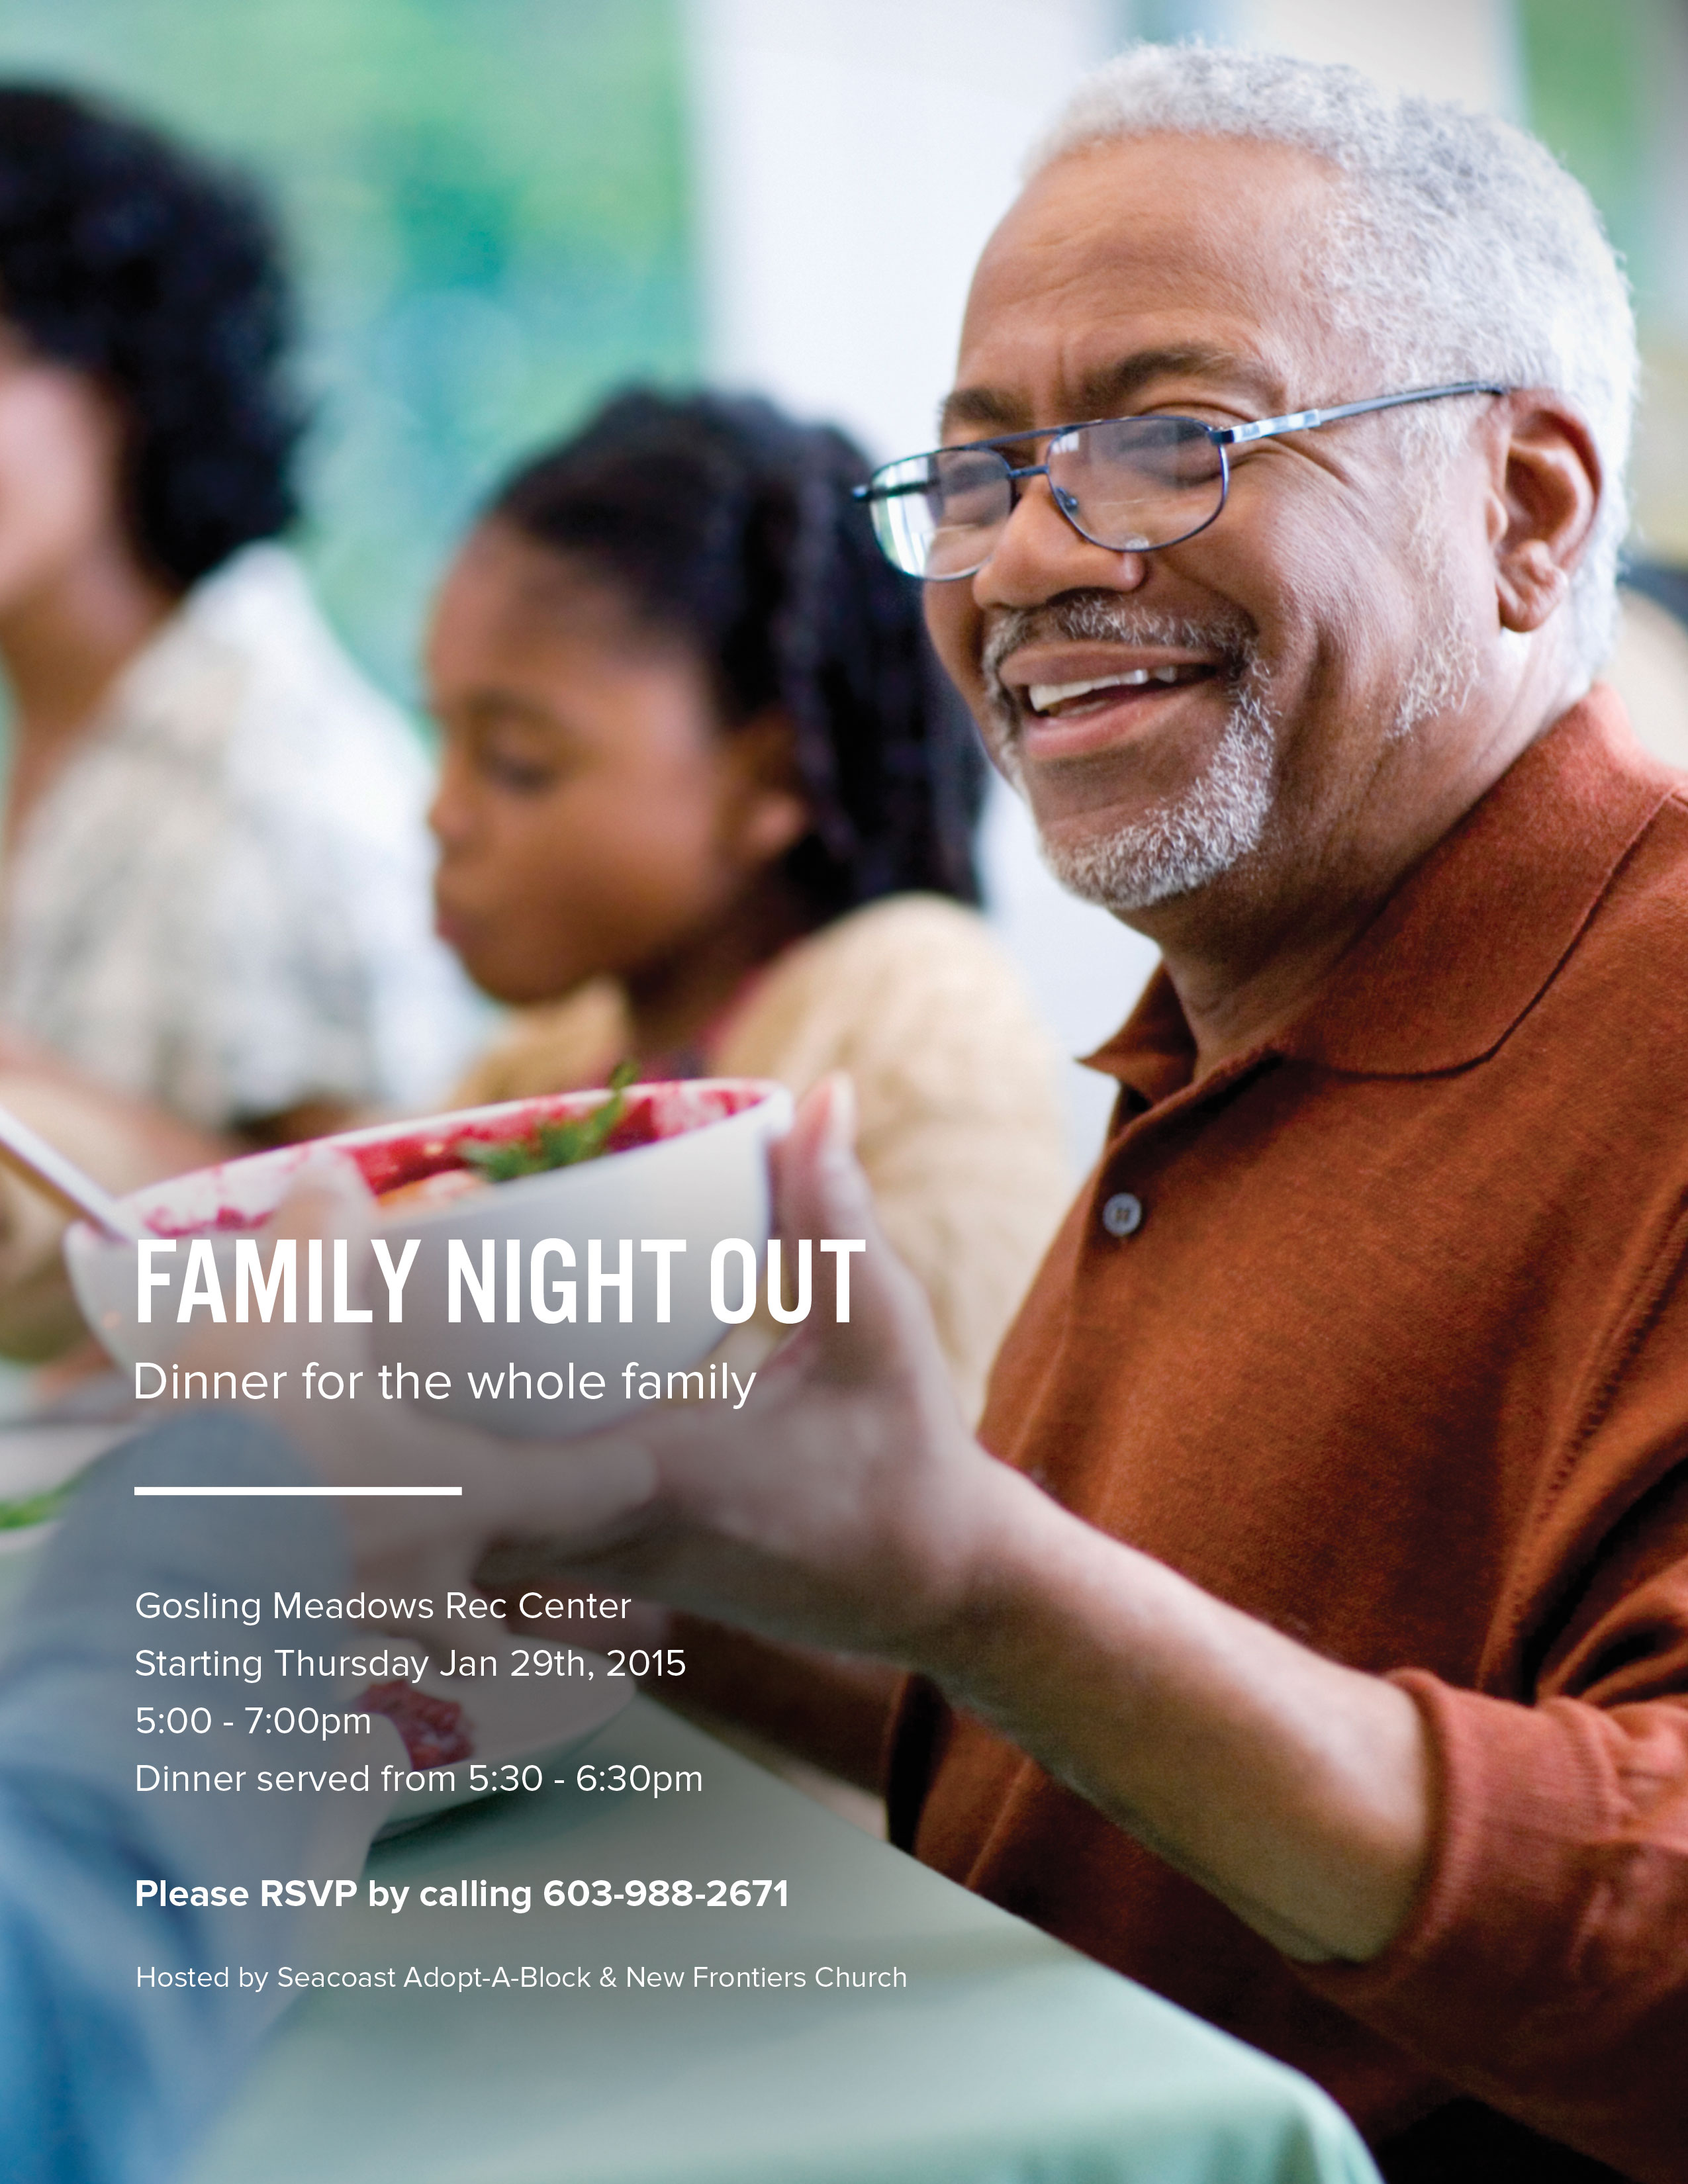 FAMILY NIGHT OUT
Dinner for the whole family
Gosling Meadows Rec Center
Starting Thursday Jan 29th, 2015
5:00 - 7:00pm
Dinner served from 5:30 - 6:30pm
Please RSVP by calling 603-988-2671
Hosted by Seacoast Adopt-A-Block & New Frontiers Church